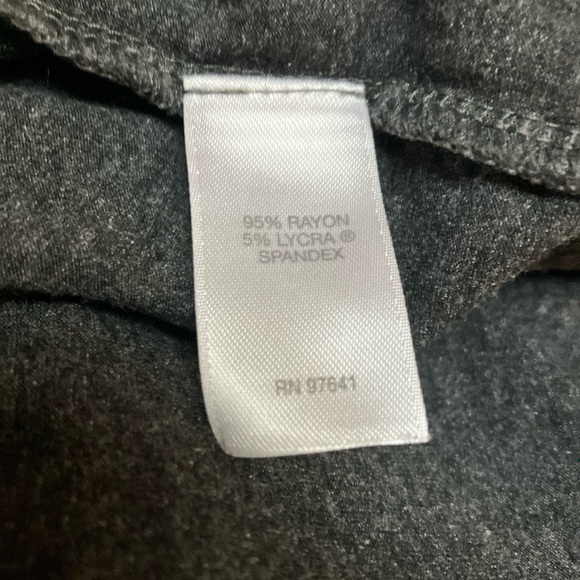 95% RAYON
5% LYCRA ®
SPANDEX
RN 97641